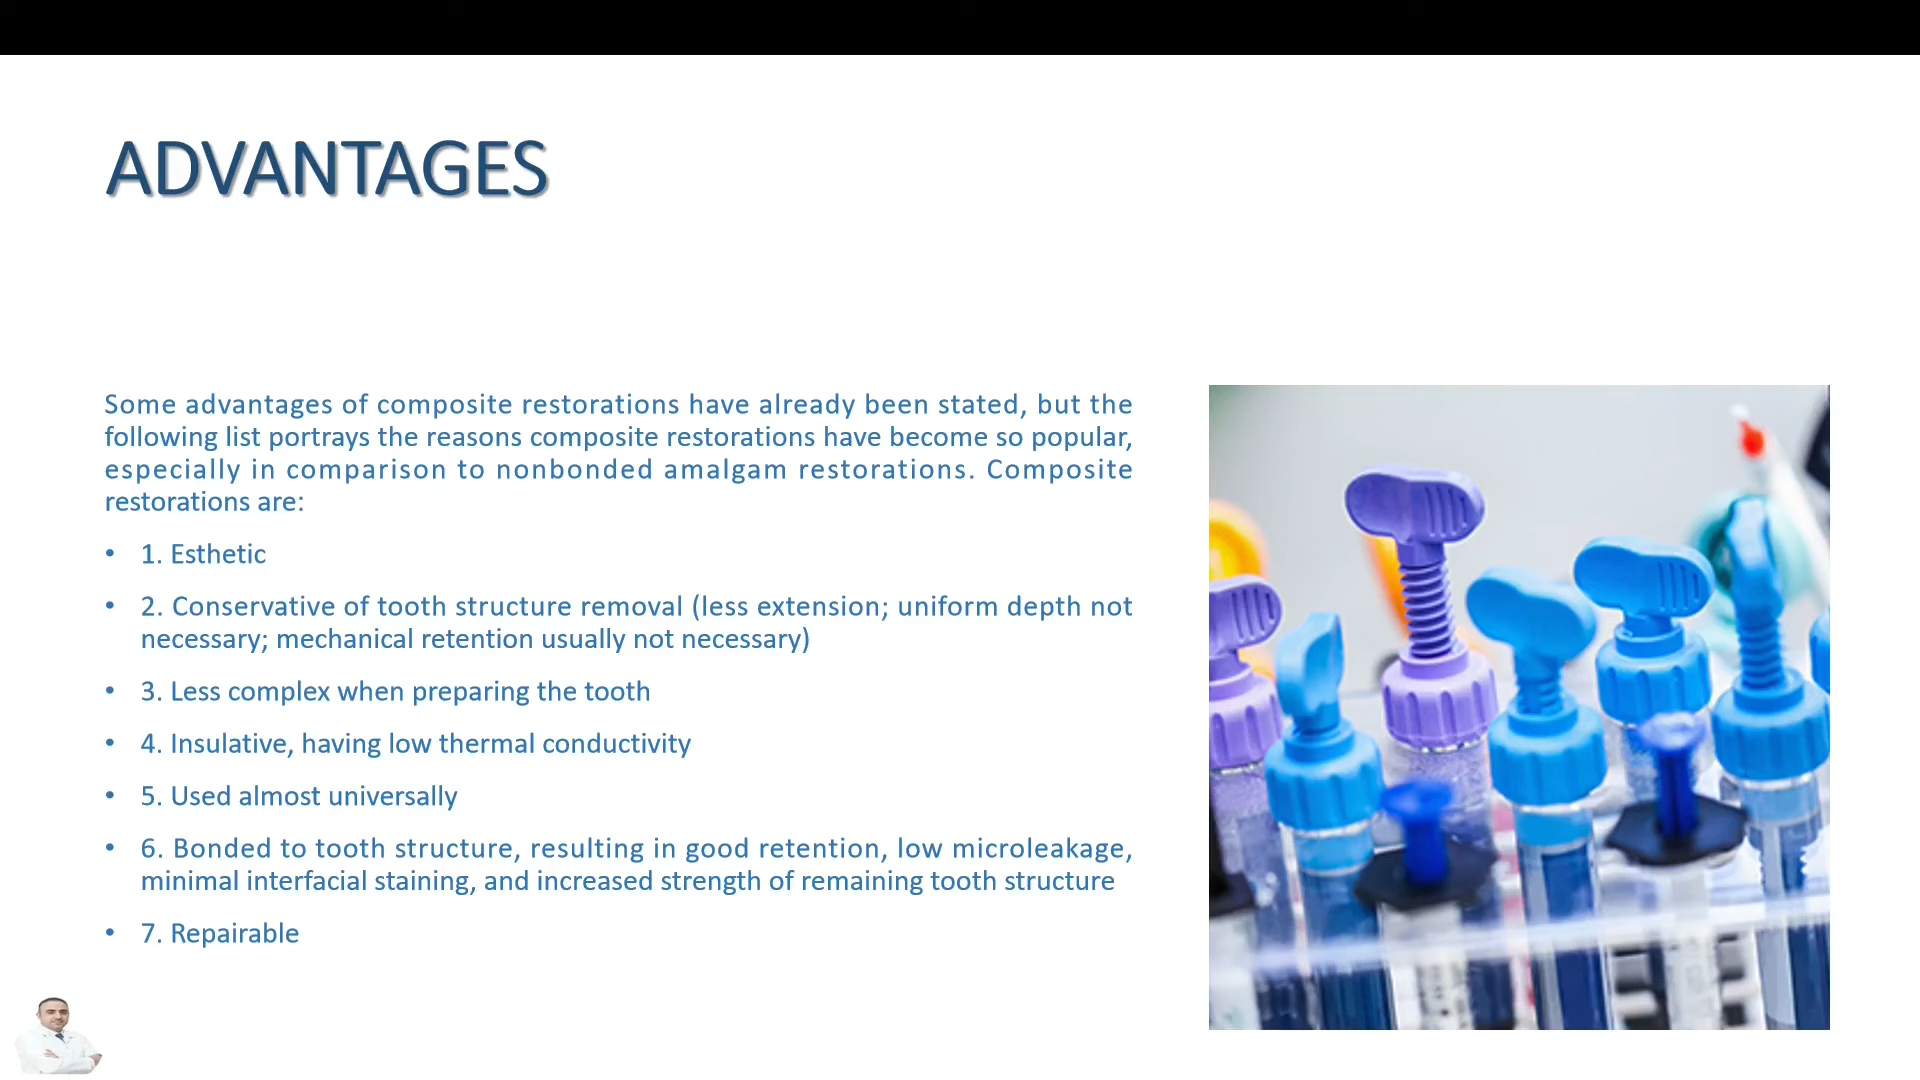 ADVANTAGES
Some advantages of composite restorations have already been stated, but the
following list portrays the reasons composite restorations have become so popular,
especially in comparison to nonbonded amalgam restorations. Composite
restorations are:
• 1. Esthetic
• 2. Conservative of tooth structure removal (less extension; uniform depth not
necessary; mechanical retention usually not necessary)
• 3. Less complex when preparing the tooth
• 4. Insulative, having low thermal conductivity
• 5. Used almost universally
• 6. Bonded to tooth structure, resulting in good retention, low microleakage,
minimal interfacial staining, and increased strength of remaining tooth structure
• 7. Repairable